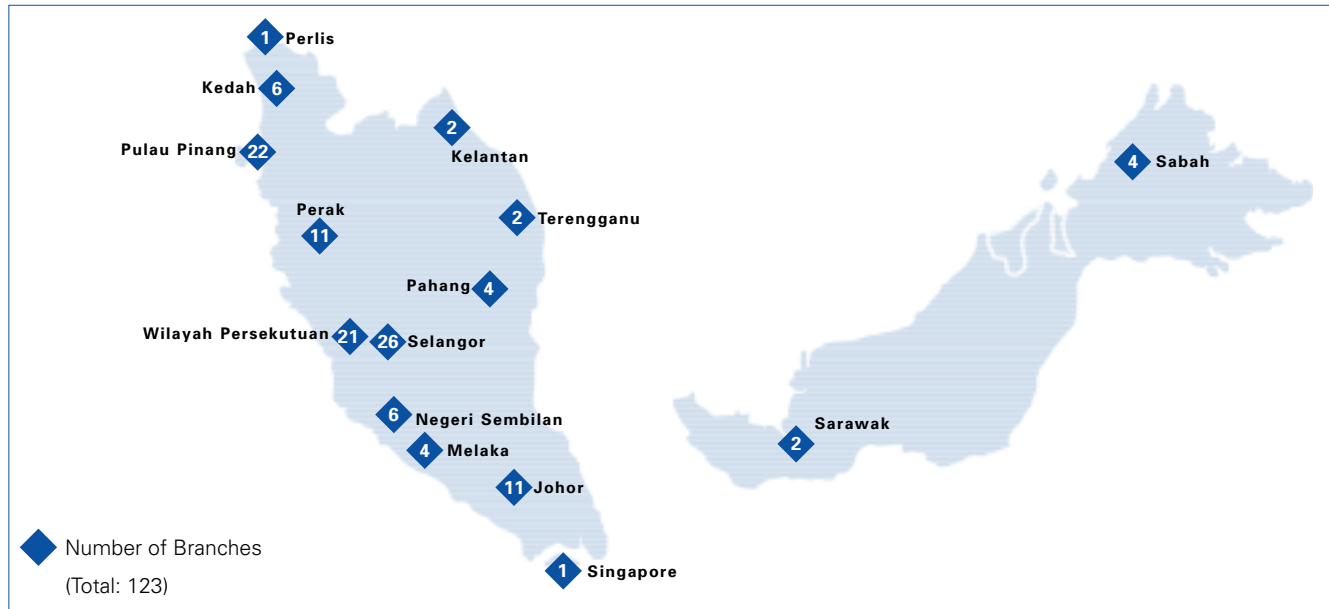 1 Perlis
Kedah 6
2
Kelantan
Pulau Pinang 22
4 Sabah
Perak
11
2 Terengganu
Pahang 4
Wilayah Persekutuan 21
26 Selangor
6 Negeri Sembilan
Sarawak
2
4 Melaka
11 Johor
Number of Branches
(Total: 123)
1 Singapore